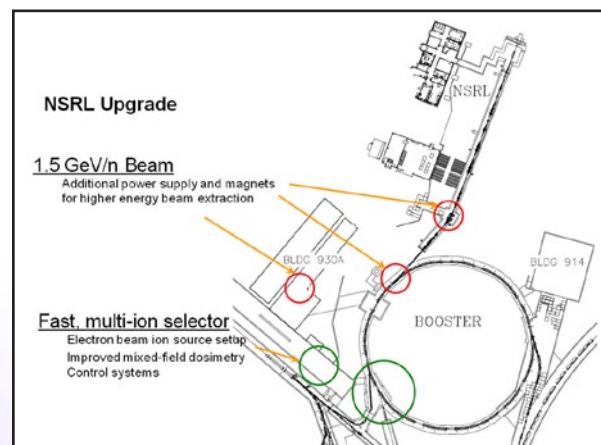 NSRL
NSRL Upgrade
1.5 GeV/n Beam
Additional power supply and magnets
for higher energy beam extraction
BLDG 930A
BLDG 914
BOOSTER
Fast, multi-ion selector
Electron beam ion source setup
Improved mixed-field dosimetry
Control systems